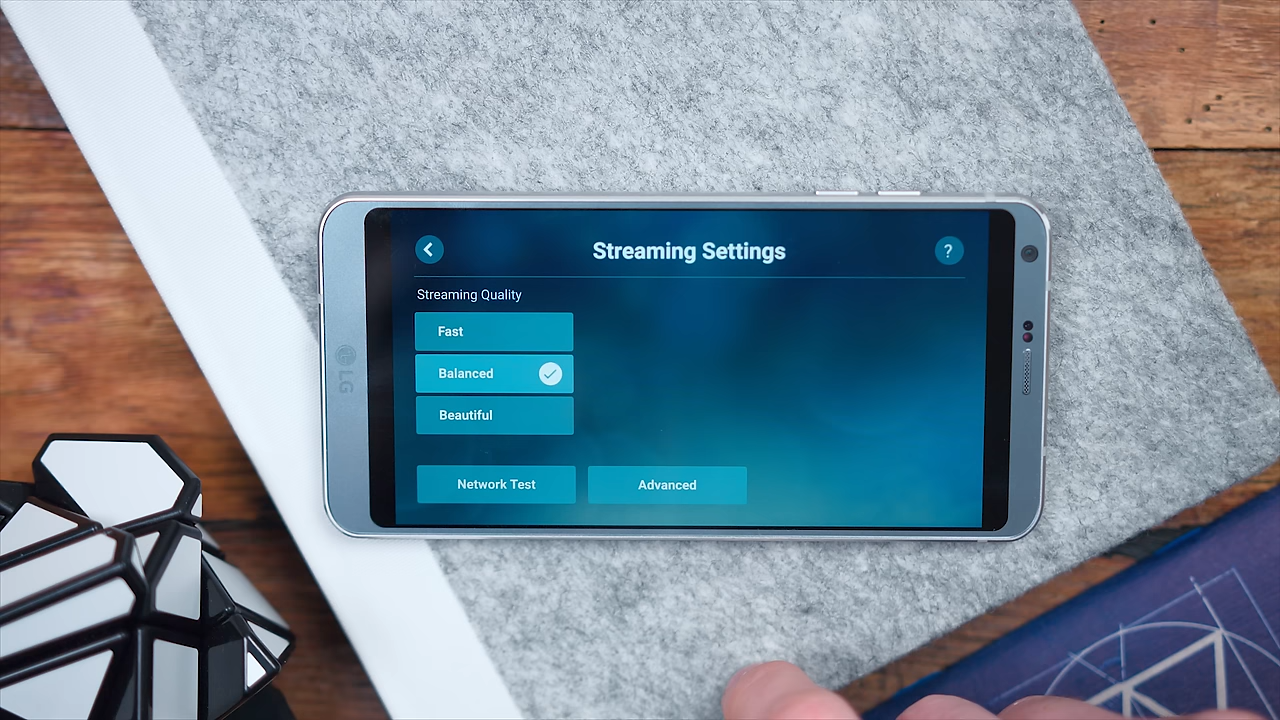 Streaming Settings
?
Streaming Quality
Fast
Balanced
Beautiful
Network Test
Advanced
LG